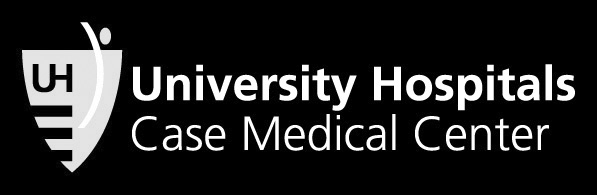 UH
University Hospitals
Case Medical Center